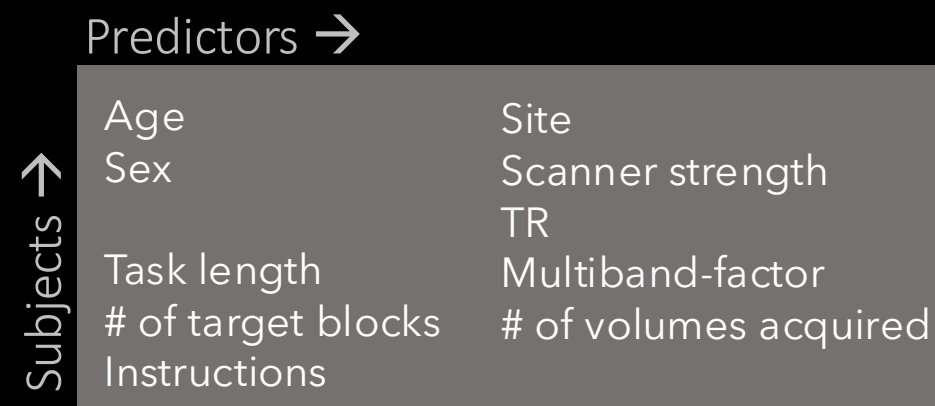 Predictors →
Subjects →
Age
Sex
Task length
# of target blocks
Instructions
Site
Scanner strength
TR
Multiband-factor
# of volumes acquired